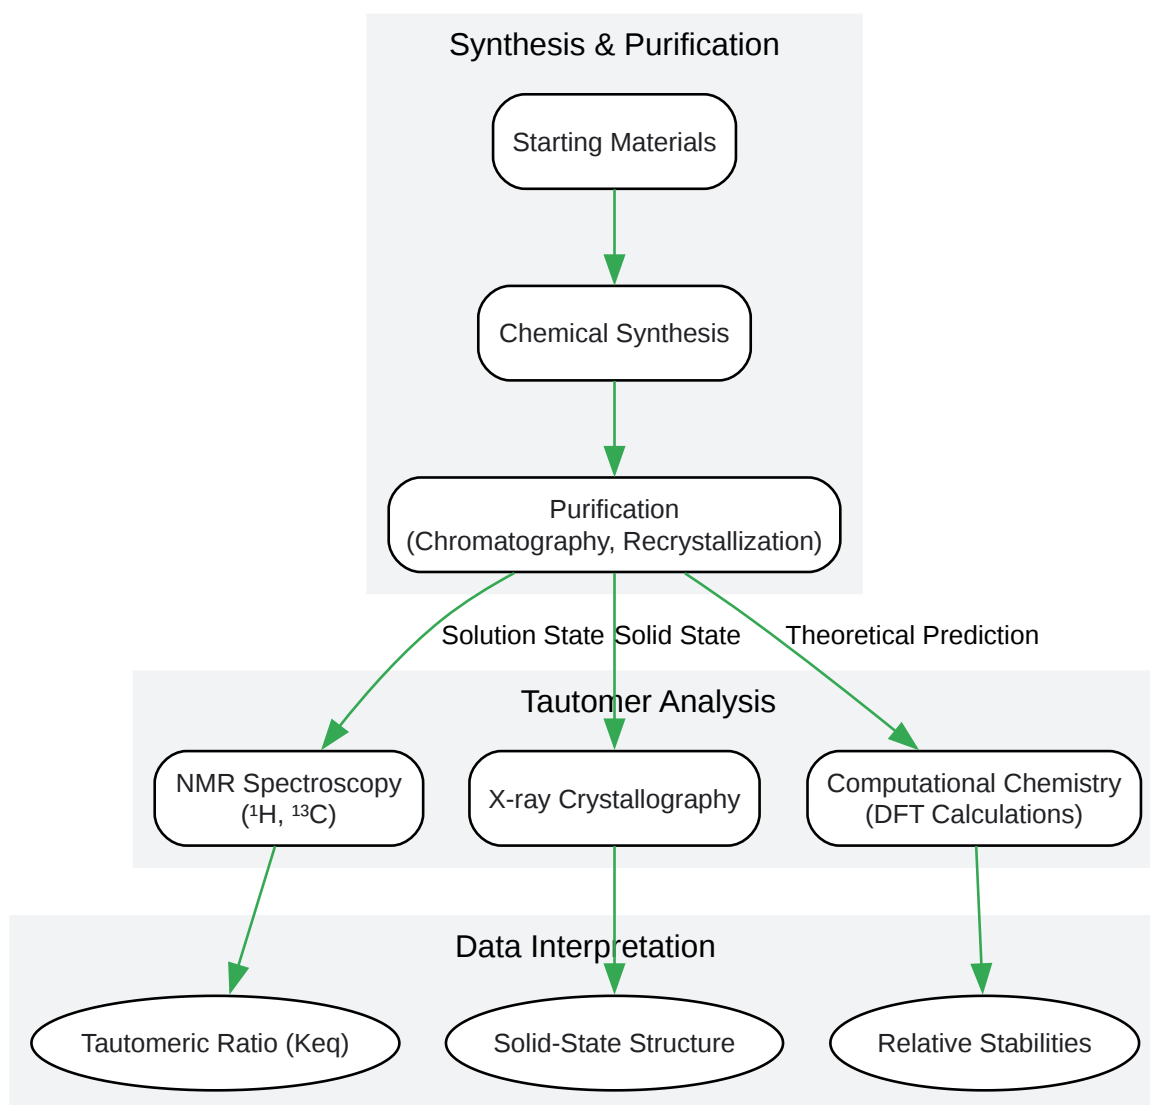 Synthesis & Purification
Starting Materials
Chemical Synthesis
Purification
(Chromatography, Recrystallization)
Solution State
Solid State
Theoretical Prediction
Tautomer Analysis
NMR Spectroscopy
(¹H, ¹³C)
X-ray Crystallography
Computational Chemistry
(DFT Calculations)
Data Interpretation
Tautomeric Ratio (Keq)
Solid-State Structure
Relative Stabilities